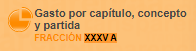 Gasto por capítulo, concepto
y partida
FRACCIÓN XXXV A